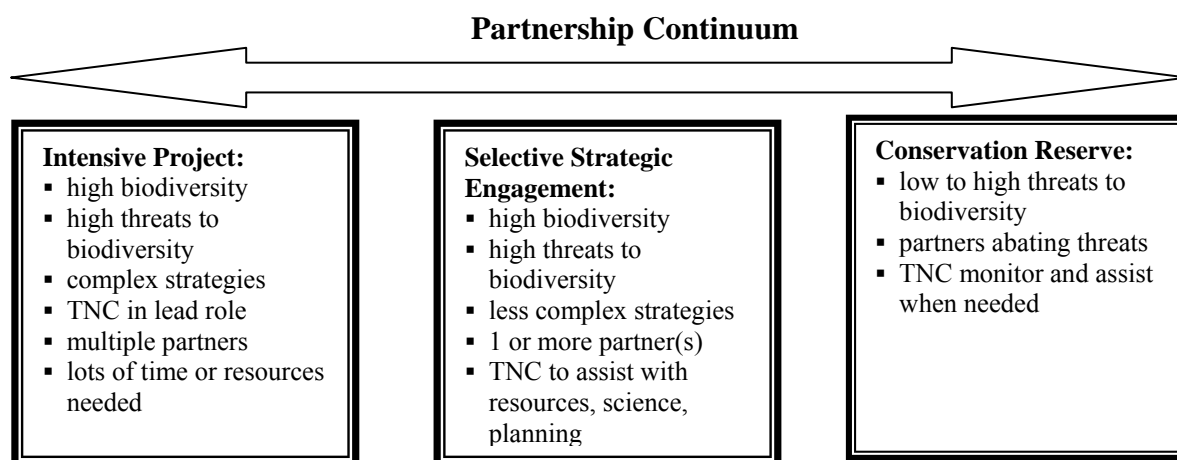 Partnership Continuum
Intensive Project:
▪ high biodiversity
▪ high threats to
biodiversity
▪ complex strategies
▪ TNC in lead role
▪ multiple partners
▪ lots of time or resources
needed
Selective Strategic
Engagement:
▪ high biodiversity
▪ high threats to
biodiversity
▪ less complex strategies
▪ 1 or more partner(s)
▪ TNC to assist with
resources, science,
planning
Conservation Reserve:
▪ low to high threats to
biodiversity
▪ partners abating threats
▪ TNC monitor and assist
when needed